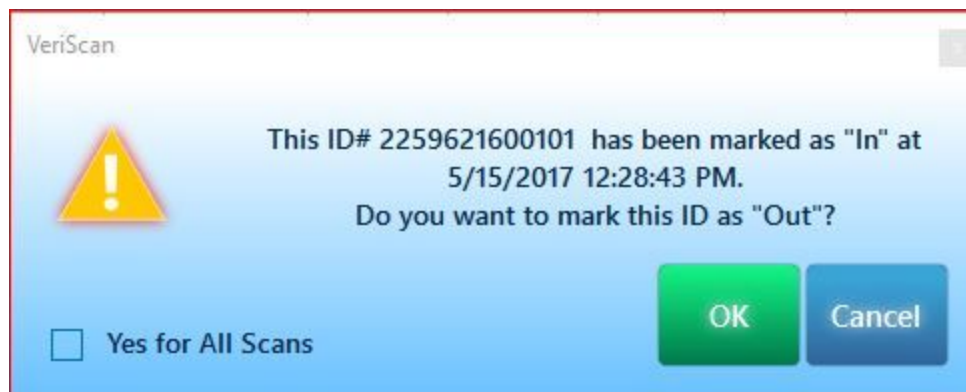 VeriScan
This ID# 2259621600101 has been marked as "In" at
5/15/2017 12:28:43 PM.
Do you want to mark this ID as "Out"?
OK
Cancel
Yes for All Scans